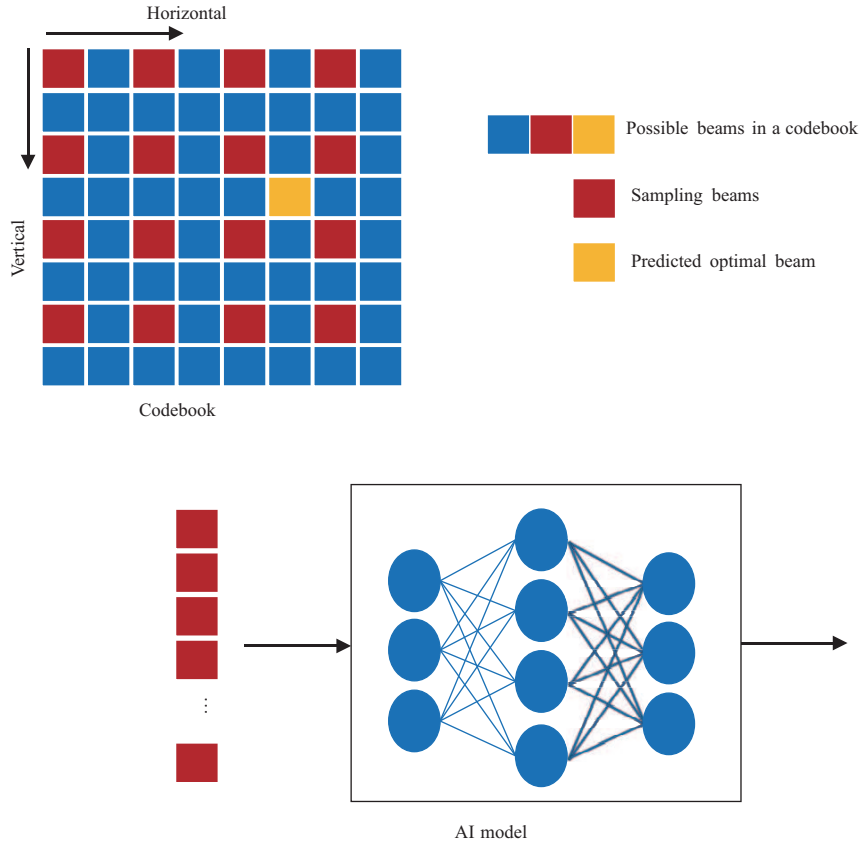 Horizontal
Vertical
Possible beams in a codebook
Sampling beams
Predicted optimal beam
Codebook
...
AI model